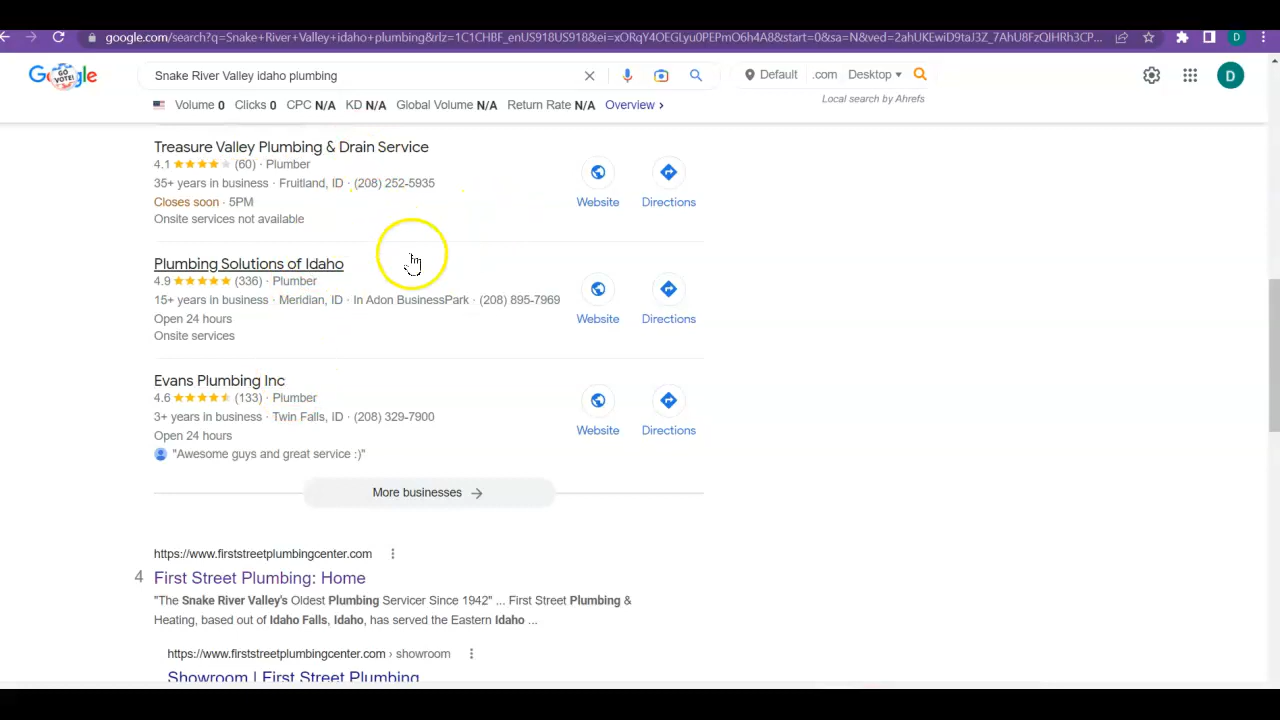 google.com/search?q=Snake+River+Valley+idaho+plumbing&rlz=1C1CHBF_enUS918US918&ei=xORqY4OEGLyu0PEPmO6h4A8&start=0&sa=N&ved=2ahUKEwiD9taJ3Z_7AhU8FzQIHRh3CP...
GO VOTE!
Snake River Valley idaho plumbing
Default .com Desktop
D
D
Volume 0 Clicks 0 CPC N/A KD N/A Global Volume N/A Return Rate N/A Overview ›
Local search by Ahrefs
Treasure Valley Plumbing & Drain Service
4.1 (60) · Plumber
35+ years in business · Fruitland, ID · (208) 252-5935
Closes soon · 5PM
Onsite services not available
Website Directions
Plumbing Solutions of Idaho
4.9 (336) · Plumber
15+ years in business · Meridian, ID · In Adon BusinessPark · (208) 895-7969
Open 24 hours
Onsite services
Website Directions
Evans Plumbing Inc
4.6 (133) · Plumber
3+ years in business · Twin Falls, ID · (208) 329-7900
Open 24 hours
"Awesome guys and great service :)"
Website Directions
More businesses
https://www.firststreetplumbingcenter.com
4 First Street Plumbing: Home
"The Snake River Valley's Oldest Plumbing Servicer Since 1942" ... First Street Plumbing &
Heating, based out of Idaho Falls, Idaho, has served the Eastern Idaho ...
https://www.firststreetplumbingcenter.com › showroom
Showroom | First Street Plumbing